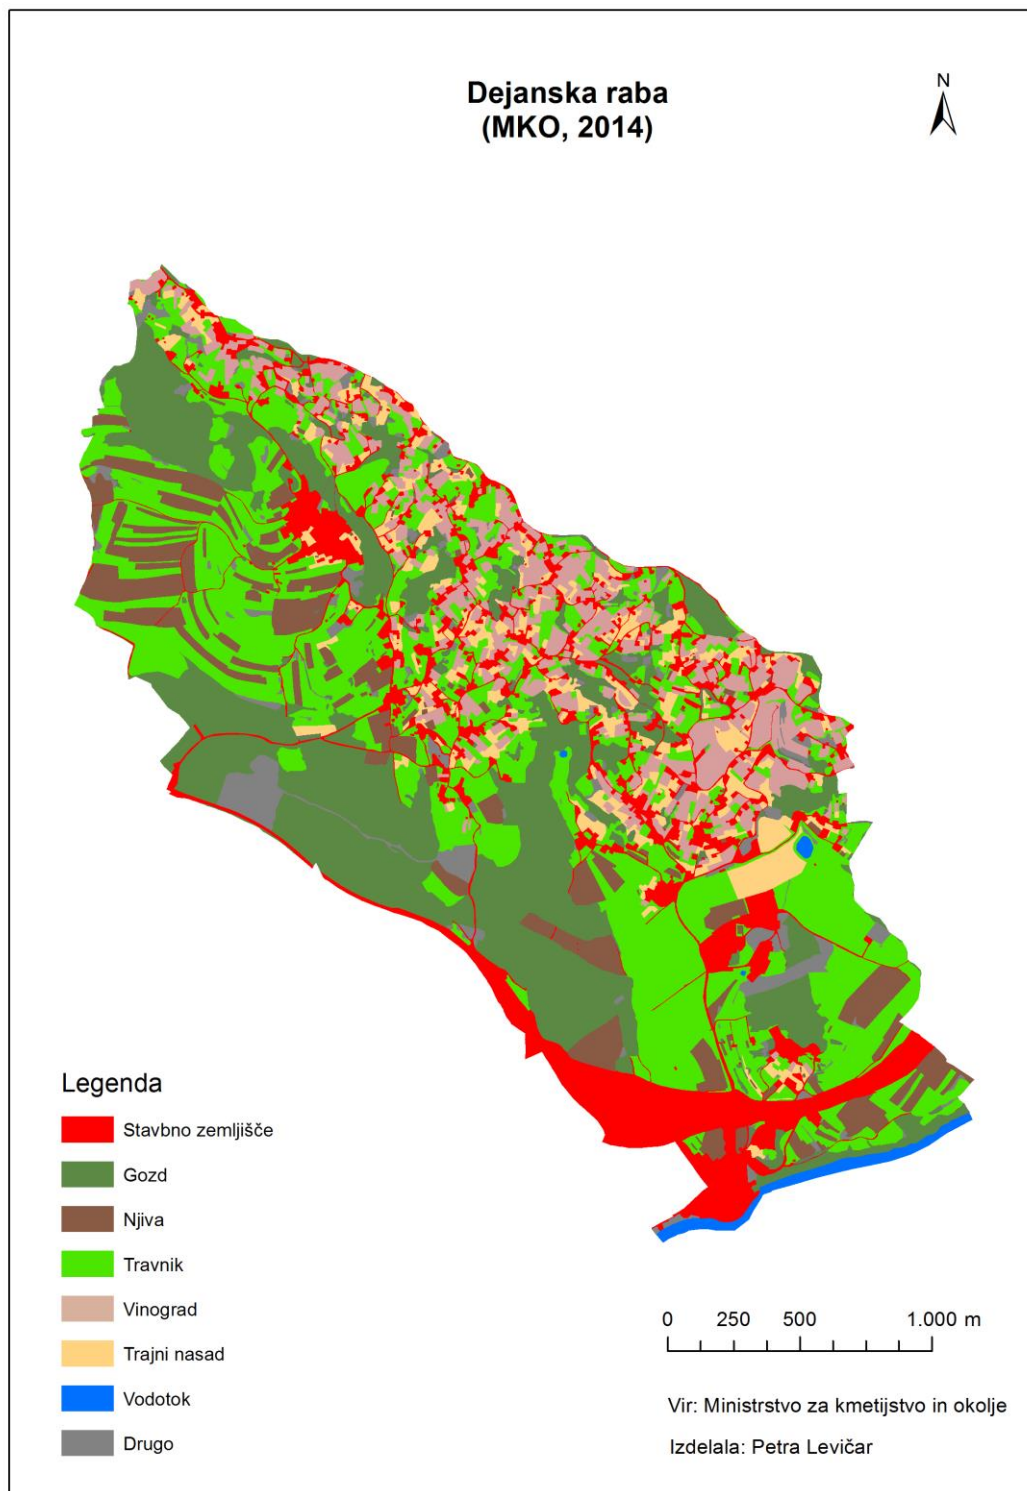 Dejanska raba
(MKO, 2014)
N
Legenda
Stavbno zemljišče
Gozd
Njiva
Travnik
Vinograd
Trajni nasad
Vodotok
Drugo
0 250 500 1.000 m
Vir: Ministrstvo za kmetijstvo in okolje
Izdelala: Petra Levičar